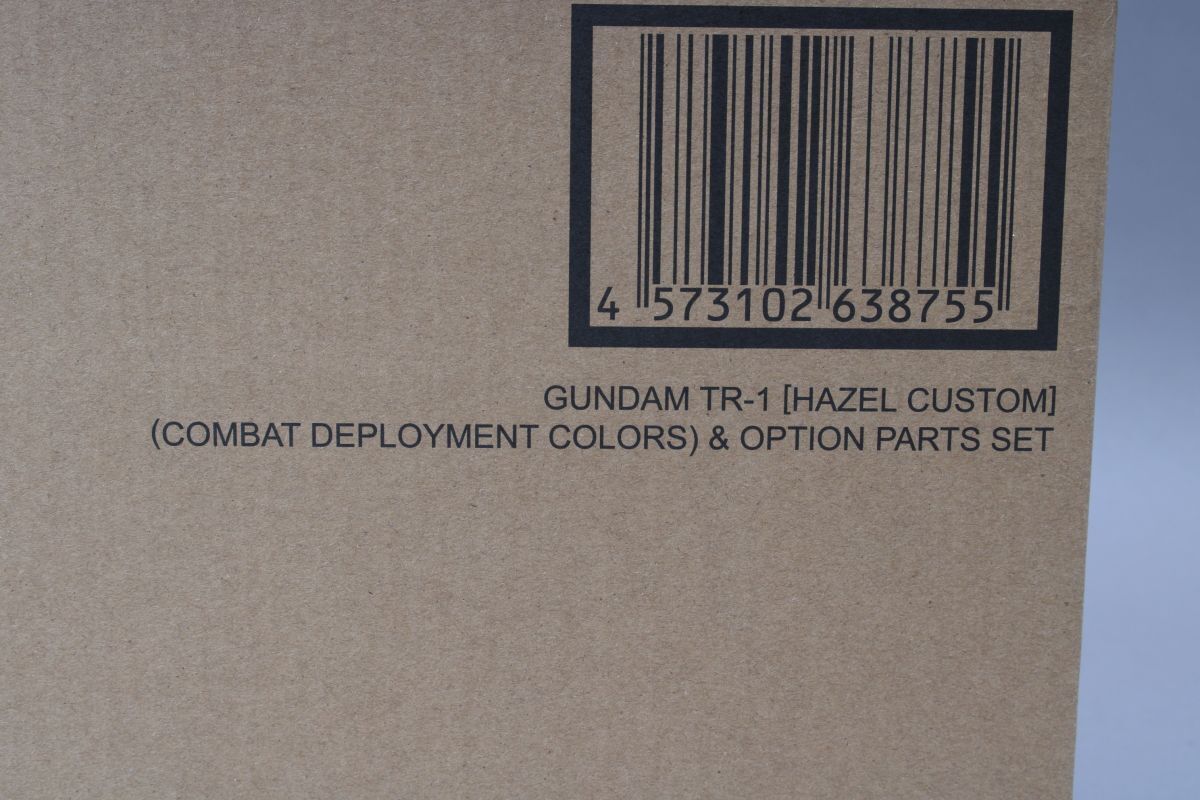 4 573102 638755
GUNDAM TR-1 [HAZEL CUSTOM]
(COMBAT DEPLOYMENT COLORS) & OPTION PARTS SET